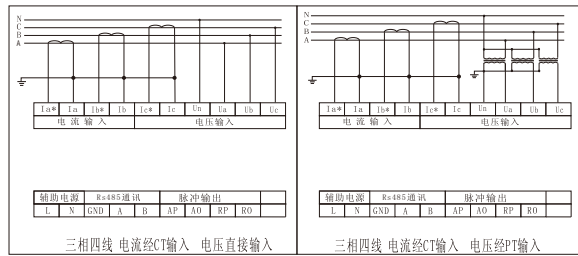 N
C
B
A
Ia* Ia Ib* Ib Ic* Ic Un Ua Ub Uc
电流输入 电压输入
辅助电源 Rs485通讯 脉冲输出
L N GND A B AP AO RP RO
三相四线 电流经CT输入 电压直接输入
N
C
B
A
Ia* Ia Ib* Ib Ic* Ic Un Ua Ub Uc
电流输入 电压输入
辅助电源 Rs485通讯 脉冲输出
L N GND A B AP AO RP RO
三相四线 电流经CT输入 电压经PT输入